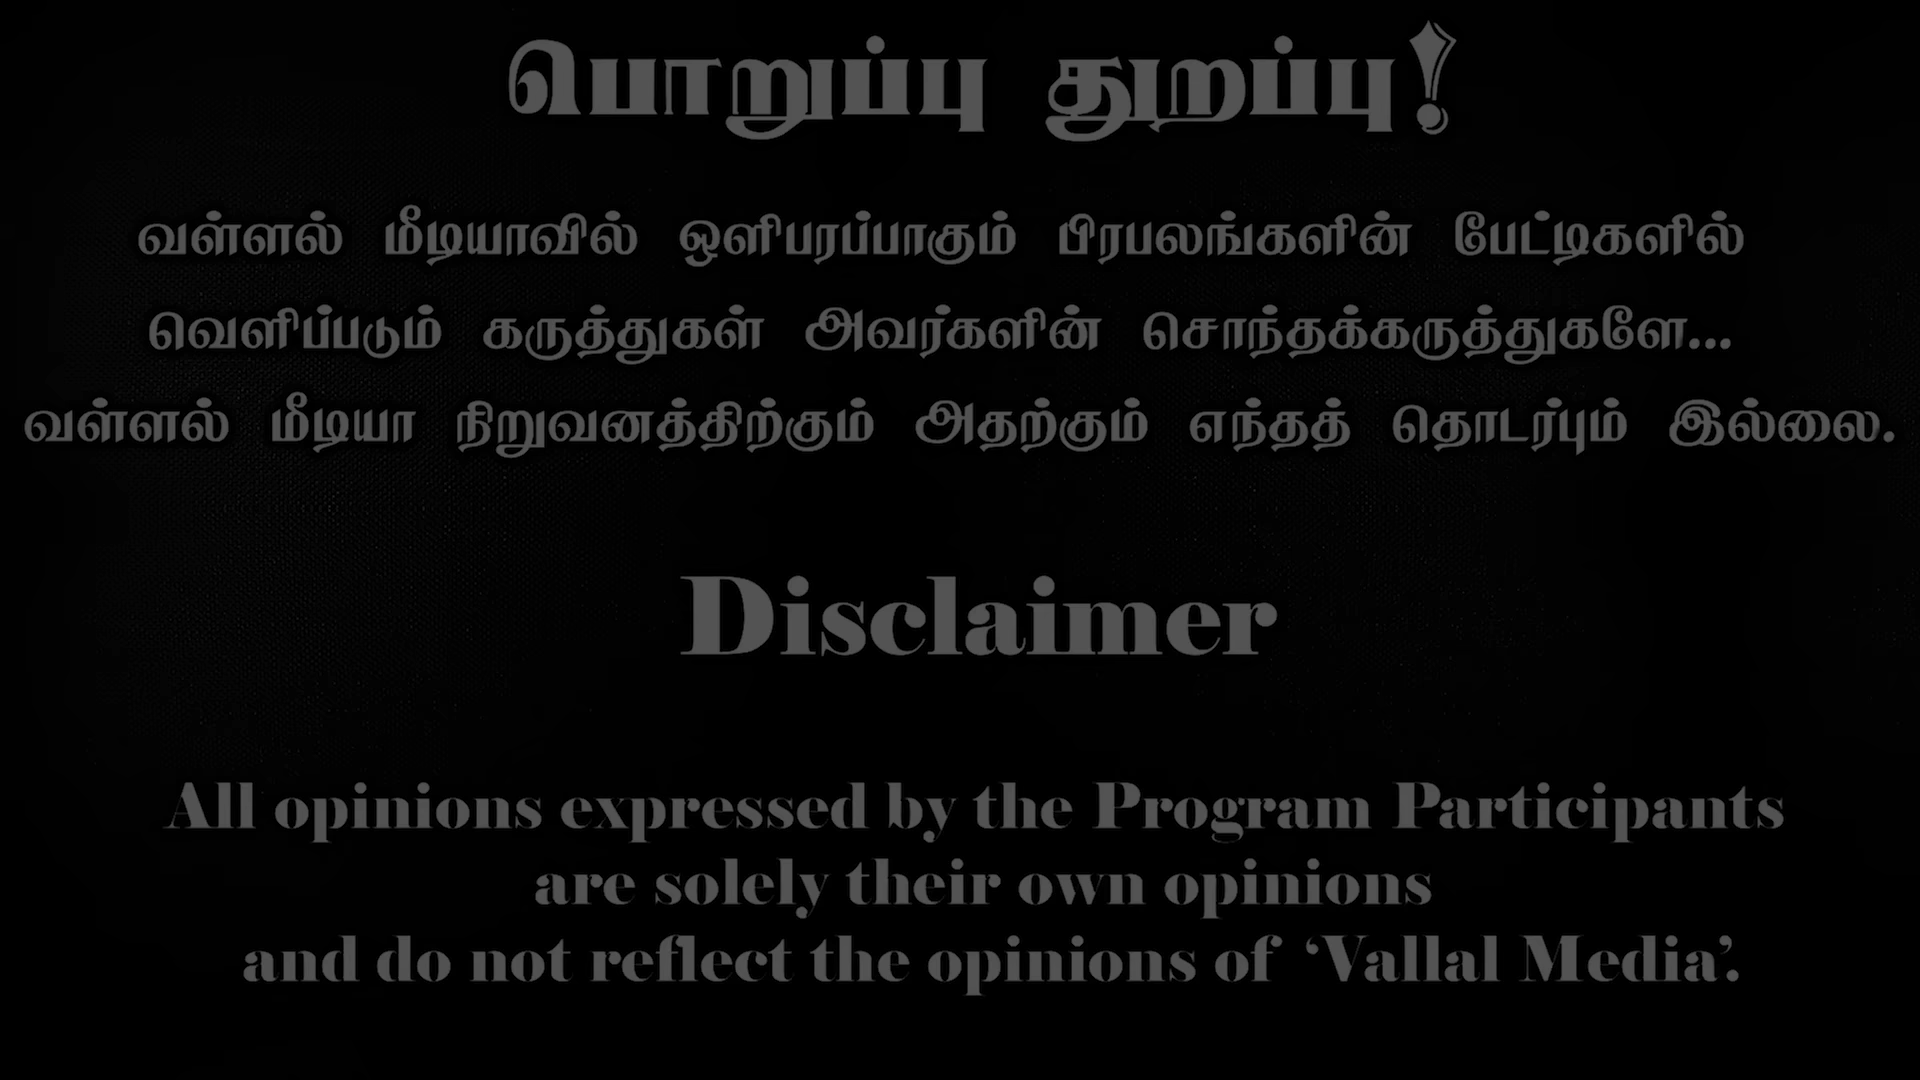 பொறுப்பு துறப்பு!
வள்ளல் மீடியாவில் ஒளிபரப்பாகும் பிரபலங்களின் பேட்டிகளில்
வெளிப்படும் கருத்துகள் அவர்களின் சொந்தக்கருத்துகளே...
வள்ளல் மீடியா நிறுவனத்திற்கும் அதற்கும் எந்தத் தொடர்பும் இல்லை.
Disclaimer
All opinions expressed by the Program Participants
are solely their own opinions
and do not reflect the opinions of ‘Vallal Media’.